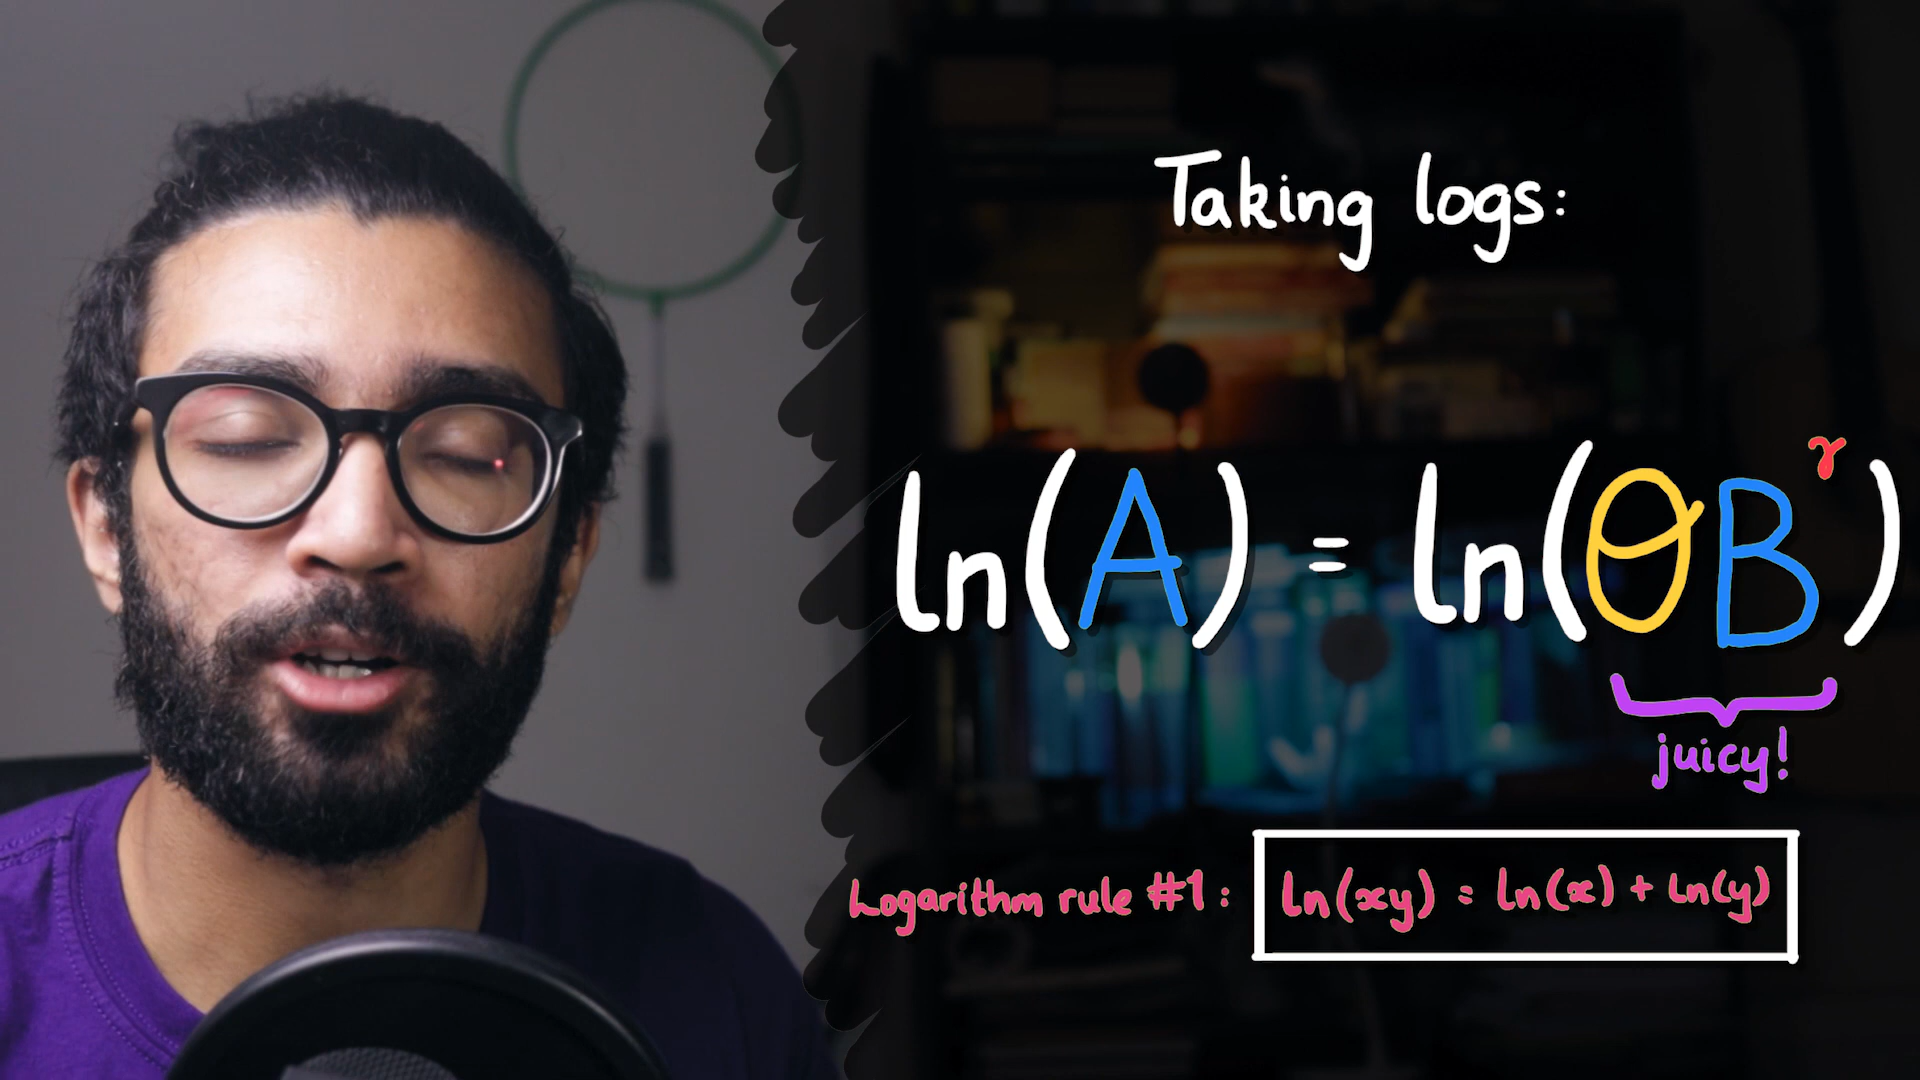 Taking logs:
ln(A) = ln(θB^γ)
juicy!
Logarithm rule #1: ln(xy) = ln(x) + ln(y)